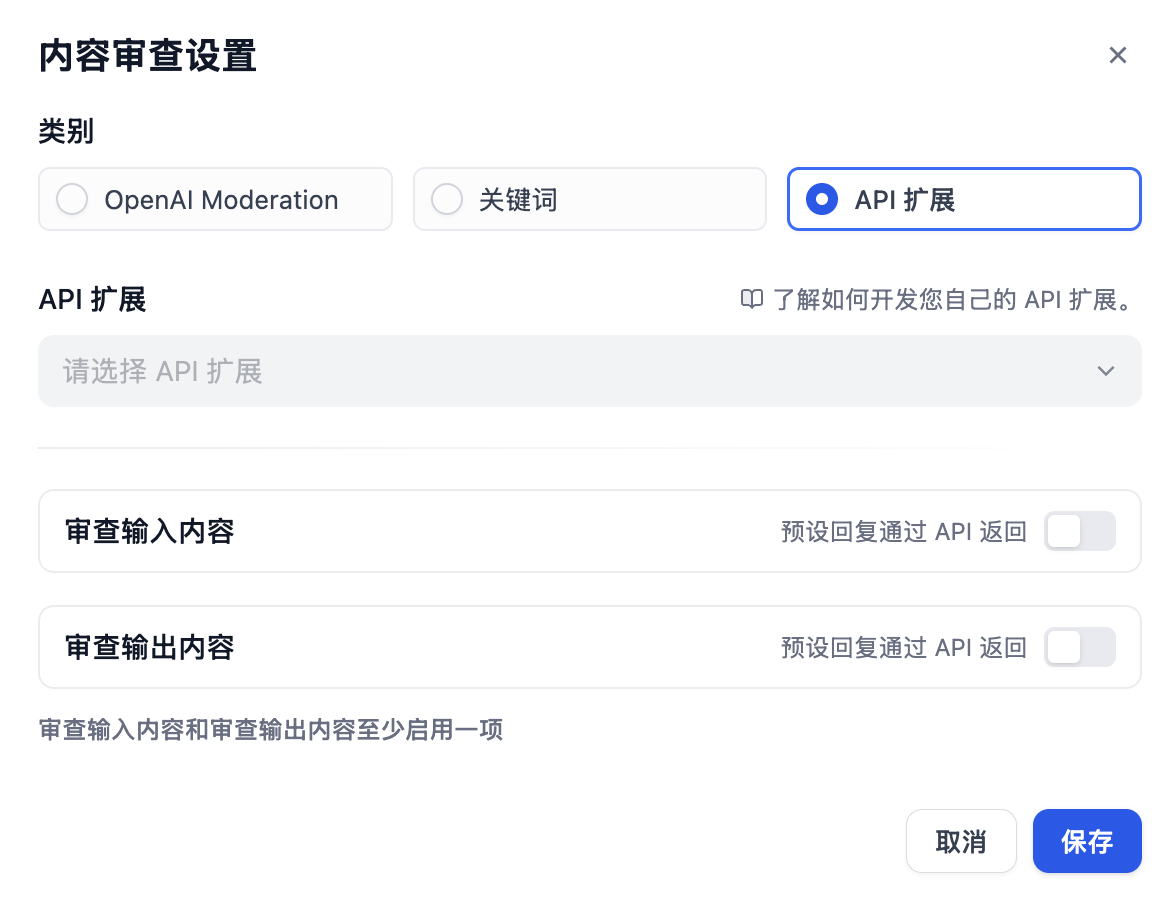 内容审查设置
类别
OpenAI Moderation
关键词
API 扩展
API 扩展
了解如何开发您自己的 API 扩展。
请选择 API 扩展
审查输入内容
预设回复通过 API 返回
审查输出内容
预设回复通过 API 返回
审查输入内容和审查输出内容至少启用一项
取消
保存